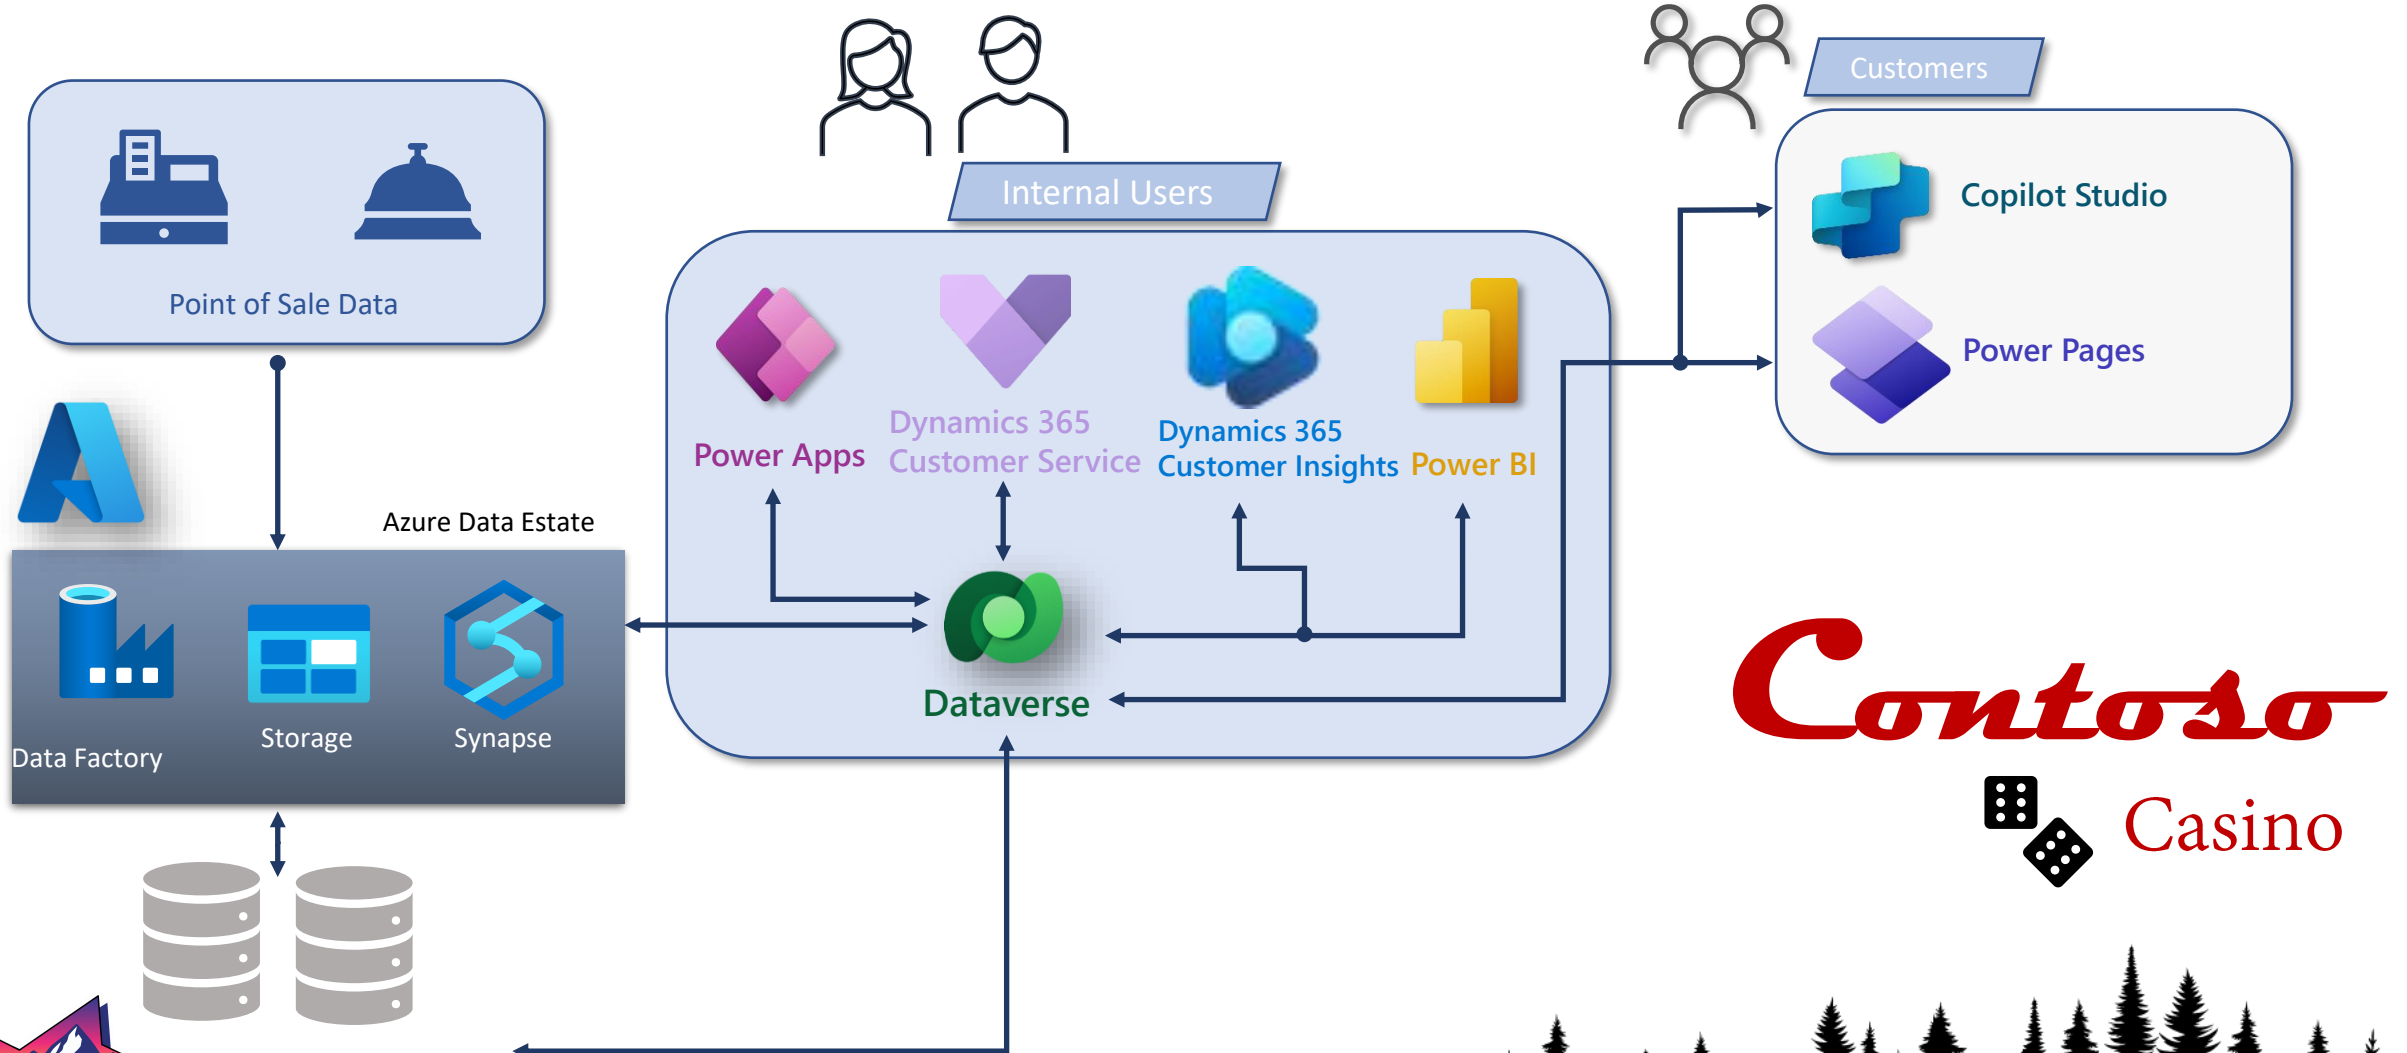 Customers
Internal Users
Point of Sale Data
Copilot Studio
Power Pages
Power Apps
Dynamics 365
Customer Service
Dynamics 365
Customer Insights
Power BI
Azure Data Estate
Data Factory
Storage
Synapse
Dataverse
Contoso
Casino